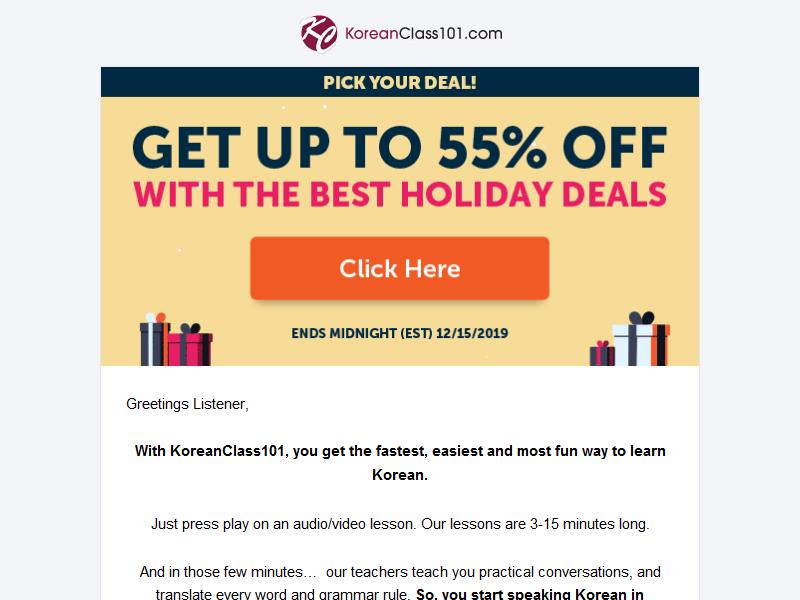 KoreanClass101.com
PICK YOUR DEAL!
GET UP TO 55% OFF
WITH THE BEST HOLIDAY DEALS
Click Here
ENDS MIDNIGHT (EST) 12/15/2019
Greetings Listener,
With KoreanClass101, you get the fastest, easiest and most fun way to learn
Korean.
Just press play on an audio/video lesson. Our lessons are 3-15 minutes long.
And in those few minutes… our teachers teach you practical conversations, and
translate every word and grammar rule. So, you start speaking Korean in